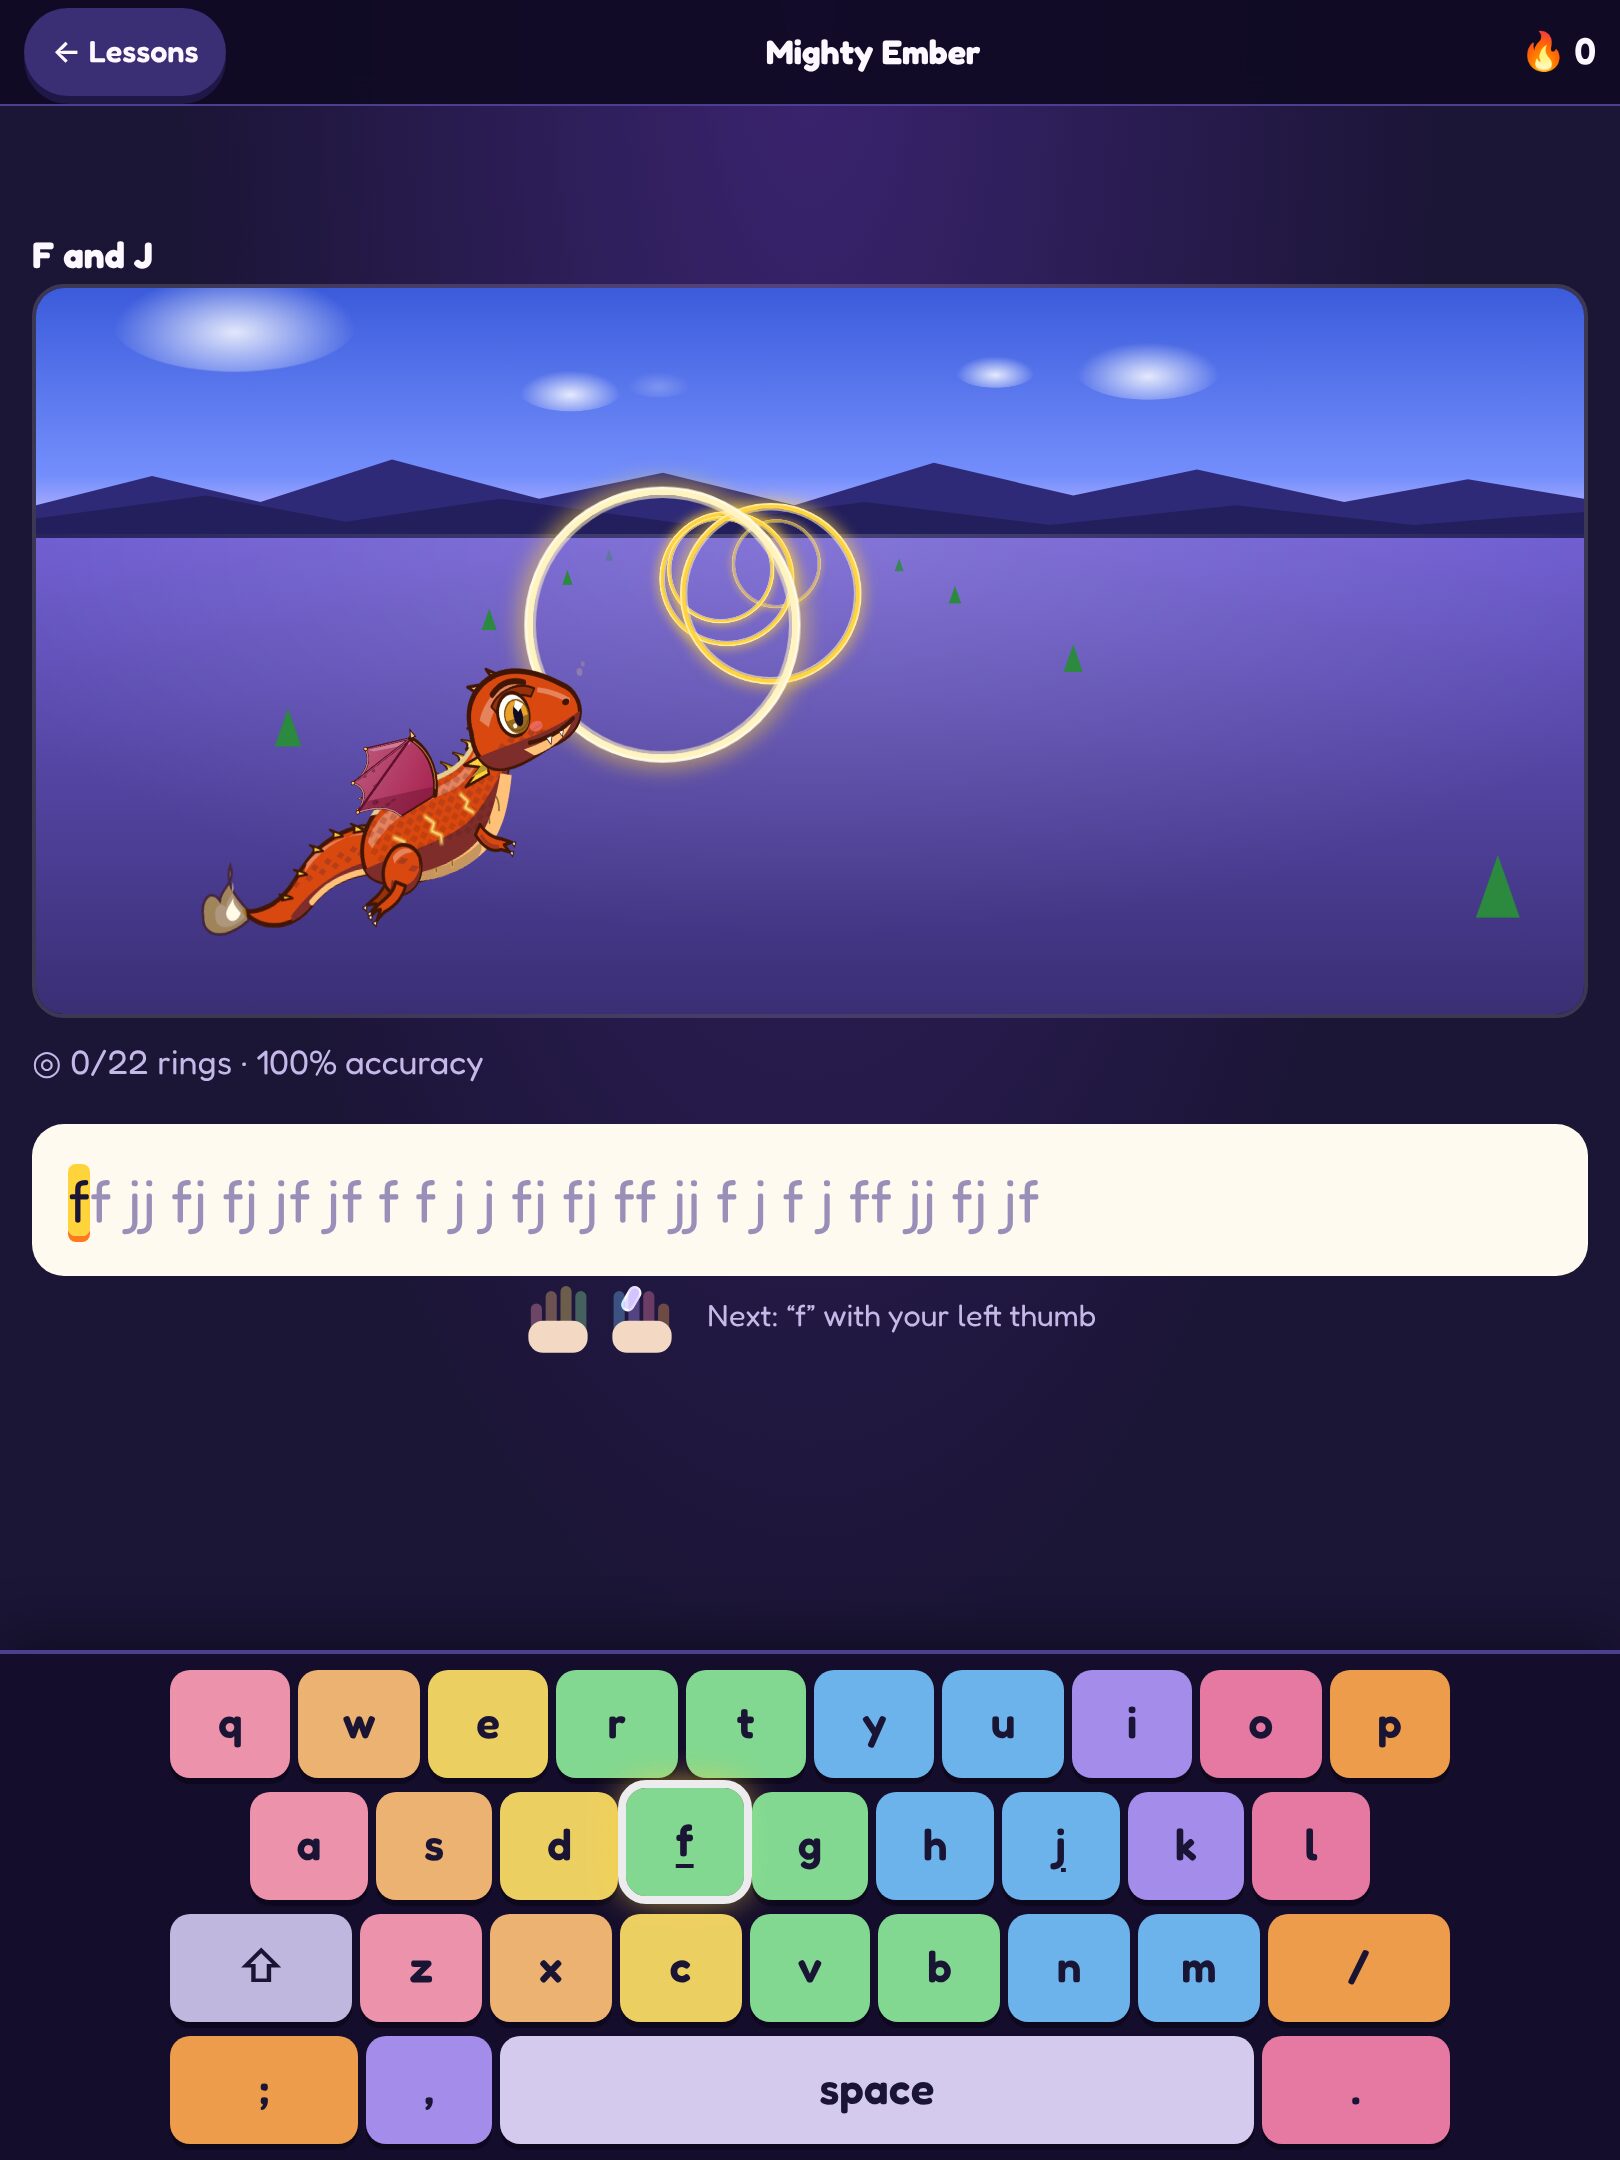 ← Lessons
Mighty Ember
🔥 0
F and J
◎ 0/22 rings · 100% accuracy
ff jj fj fj jf jf f f j j fj fj ff jj f j f j ff jj fj jf
Next: “f” with your left thumb
q w e r t y u i o p
a s d f g h j k l
⇧ z x c v b n m /
; , space .